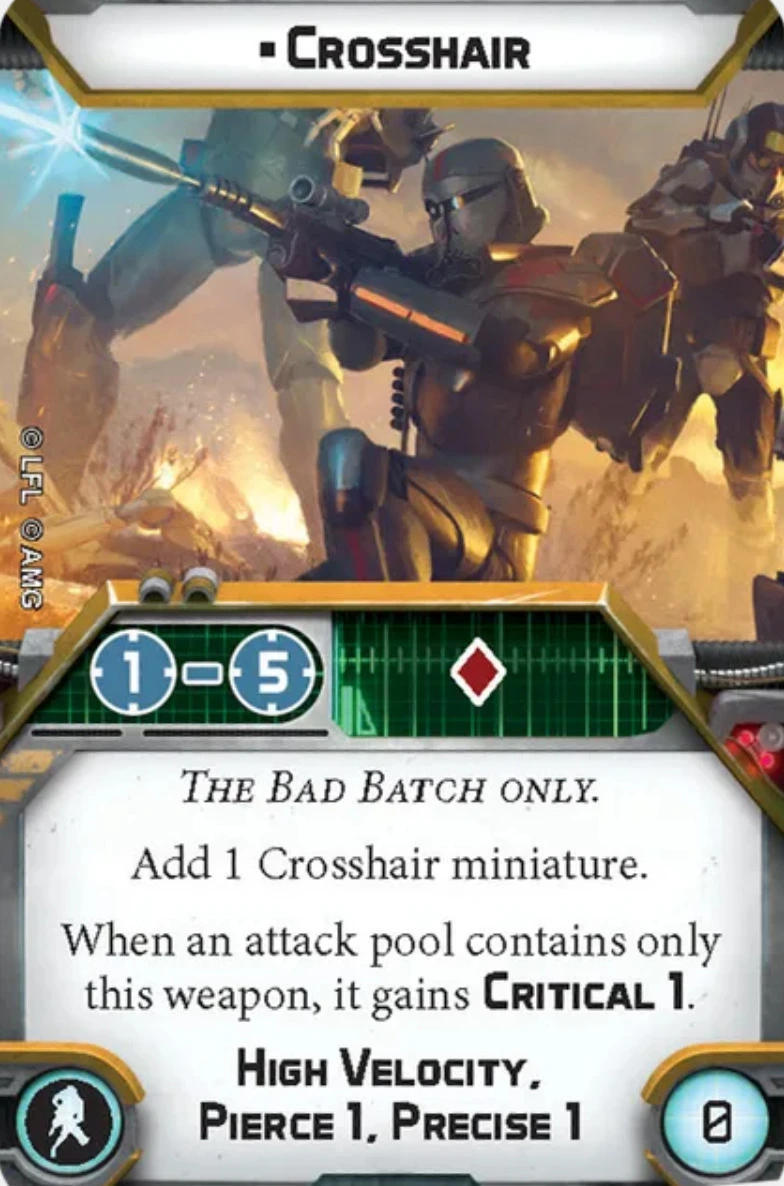 ▪ CROSSHAIR
© LFL © AMG
1 - 5
THE BAD BATCH ONLY.
Add 1 Crosshair miniature.
When an attack pool contains only
this weapon, it gains CRITICAL 1.
HIGH VELOCITY,
PIERCE 1, PRECISE 1
0